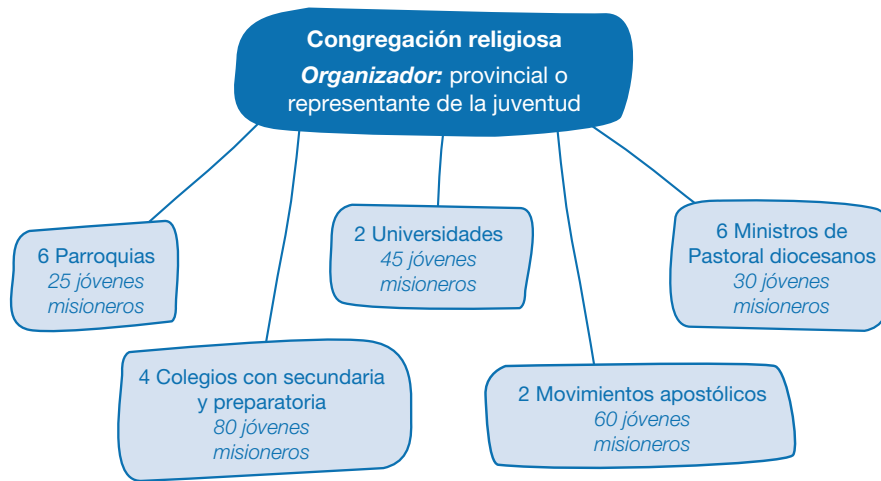 Congregación religiosa
Organizador: provincial o
representante de la juventud
6 Parroquias
25 jóvenes
misioneros
2 Universidades
45 jóvenes
misioneros
6 Ministros de
Pastoral diocesanos
30 jóvenes
misioneros
4 Colegios con secundaria
y preparatoria
80 jóvenes
misioneros
2 Movimientos apostólicos
60 jóvenes
misioneros